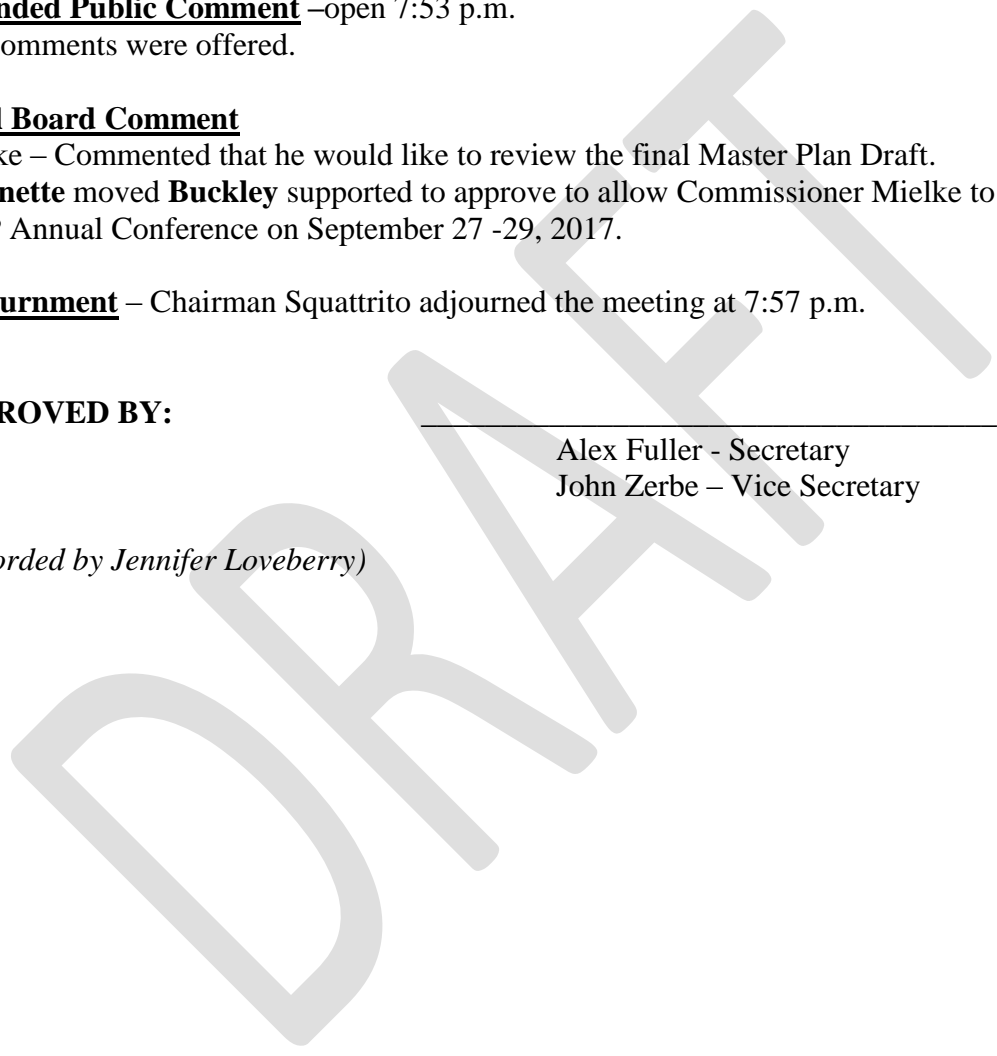 nded Public Comment –open 7:53 p.m.
omments were offered.
Board Comment
ke – Commented that he would like to review the final Master Plan Draft.
nette moved Buckley supported to approve to allow Commissioner Mielke to
Annual Conference on September 27 -29, 2017.
urnment – Chairman Squattrito adjourned the meeting at 7:57 p.m.
ROVED BY: ____________________________________
Alex Fuller - Secretary
John Zerbe – Vice Secretary
orded by Jennifer Loveberry)
DRAFT